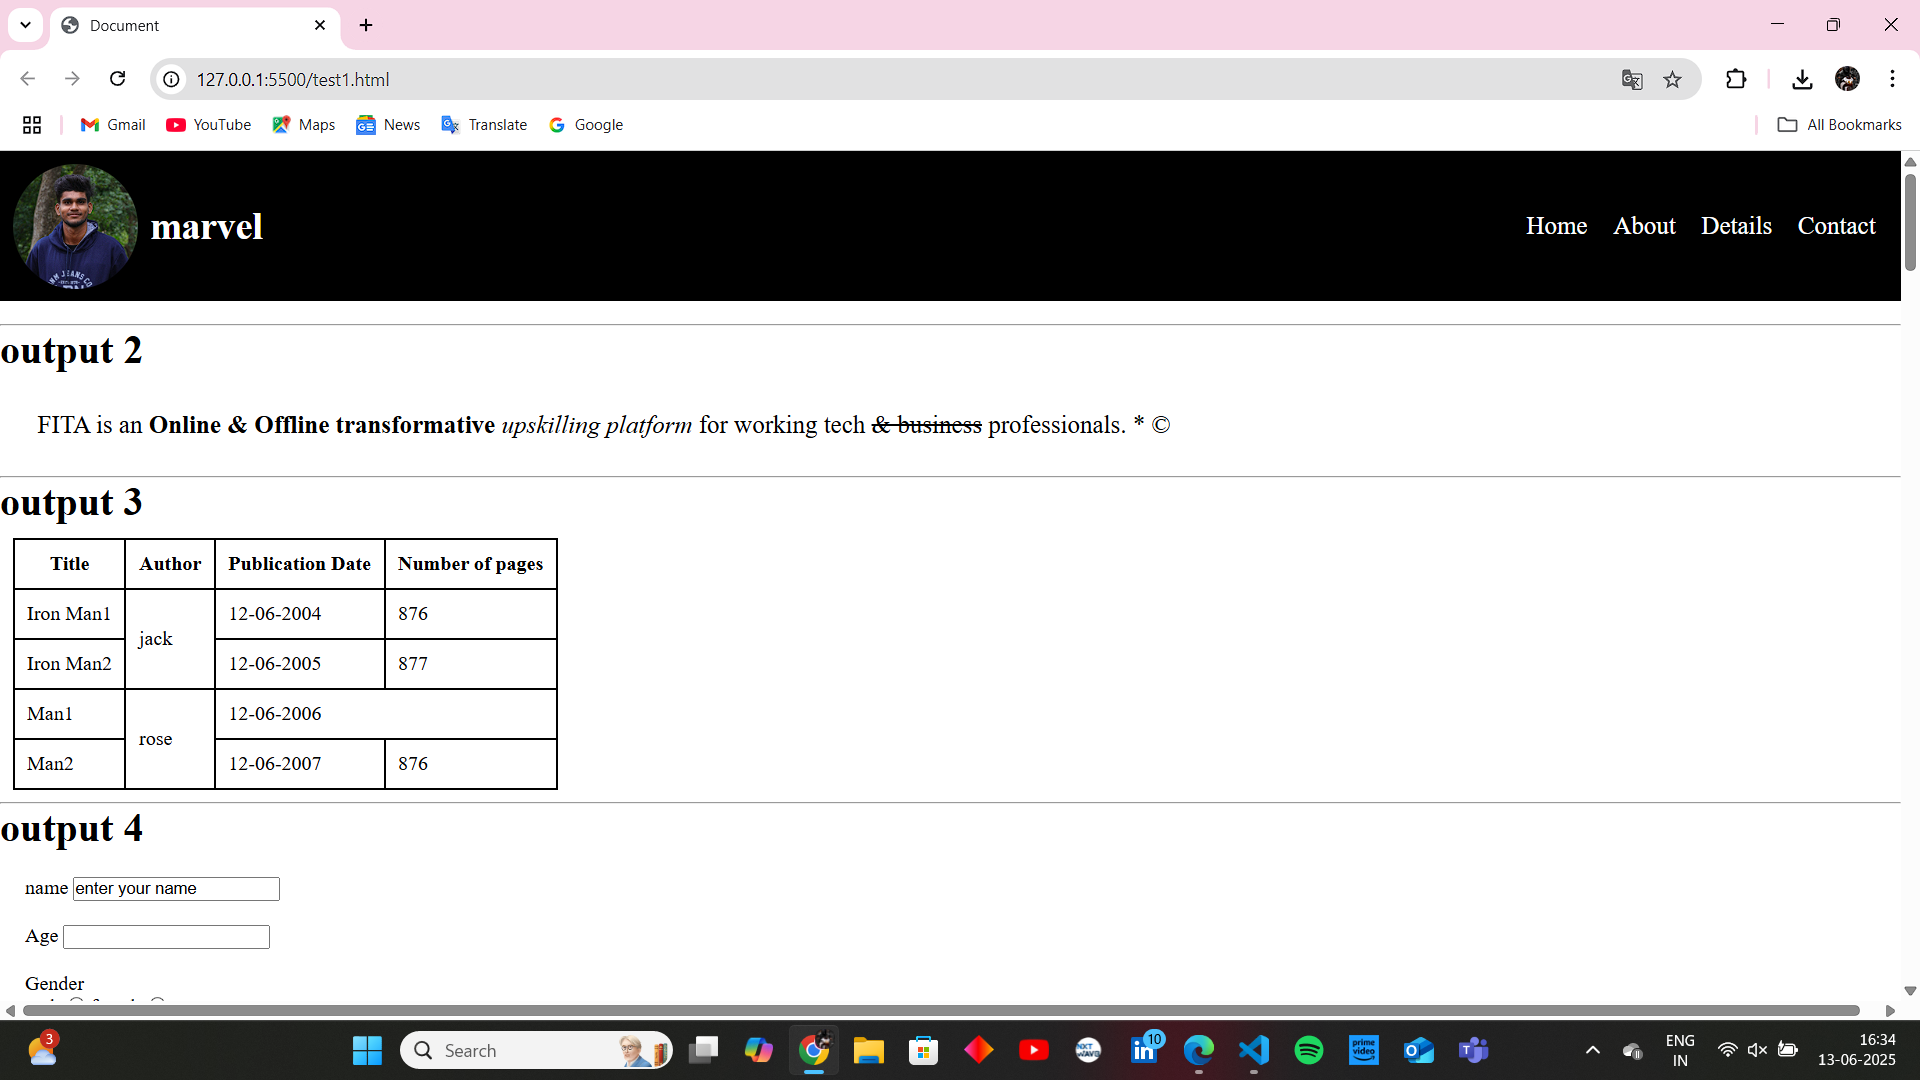 Document
127.0.0.1:5500/test1.html
Gmail YouTube Maps News Translate Google All Bookmarks
marvel Home About Details Contact
output 2
FITA is an Online & Offline transformative upskilling platform for working tech & business professionals. * ©
output 3
Title Author Publication Date Number of pages
Iron Man1 jack 12-06-2004 876
Iron Man2 12-06-2005 877
Man1 rose 12-06-2006
Man2 12-06-2007 876
output 4
name enter your name
Age
Gender
3 Search 10 ENG 16:34
IN 13-06-2025